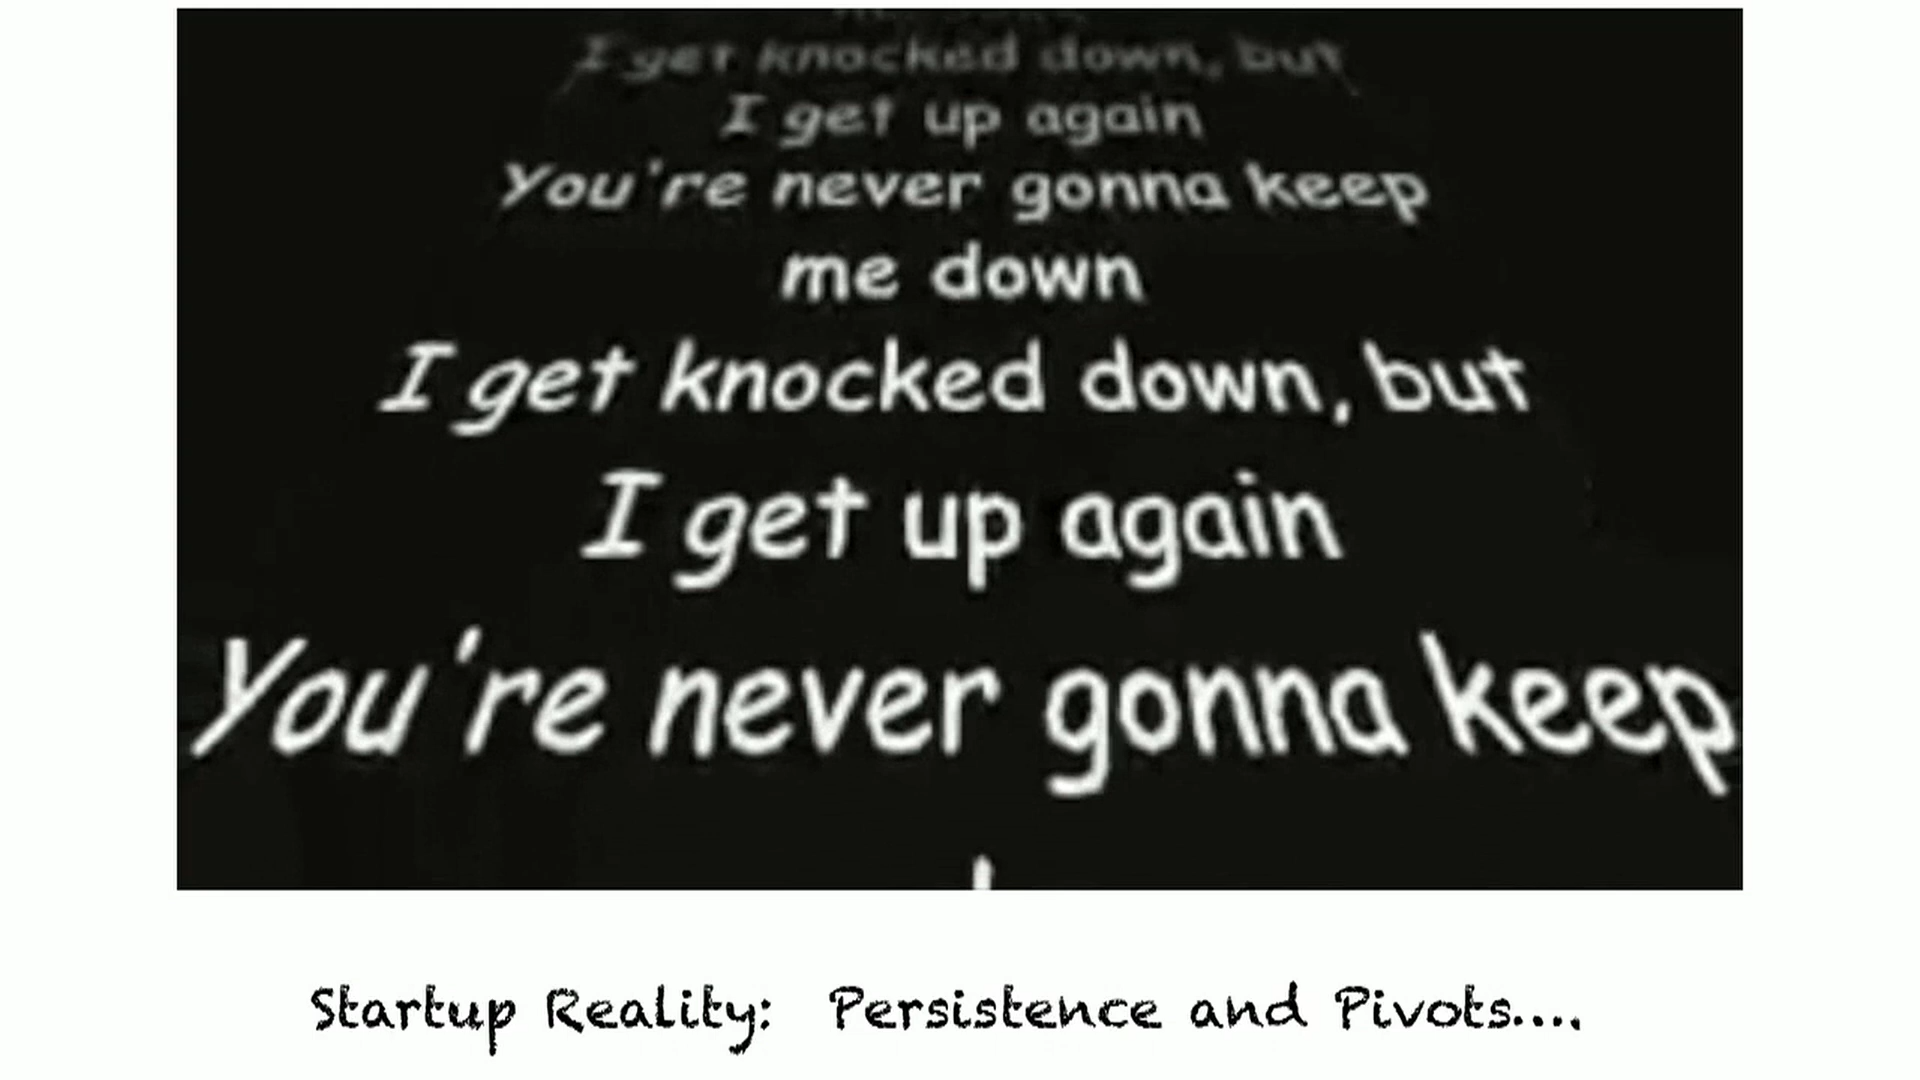 I get knocked down, but
I get up again
You're never gonna keep
me down
I get knocked down, but
I get up again
You're never gonna keep
Startup Reality: Persistence and Pivots....